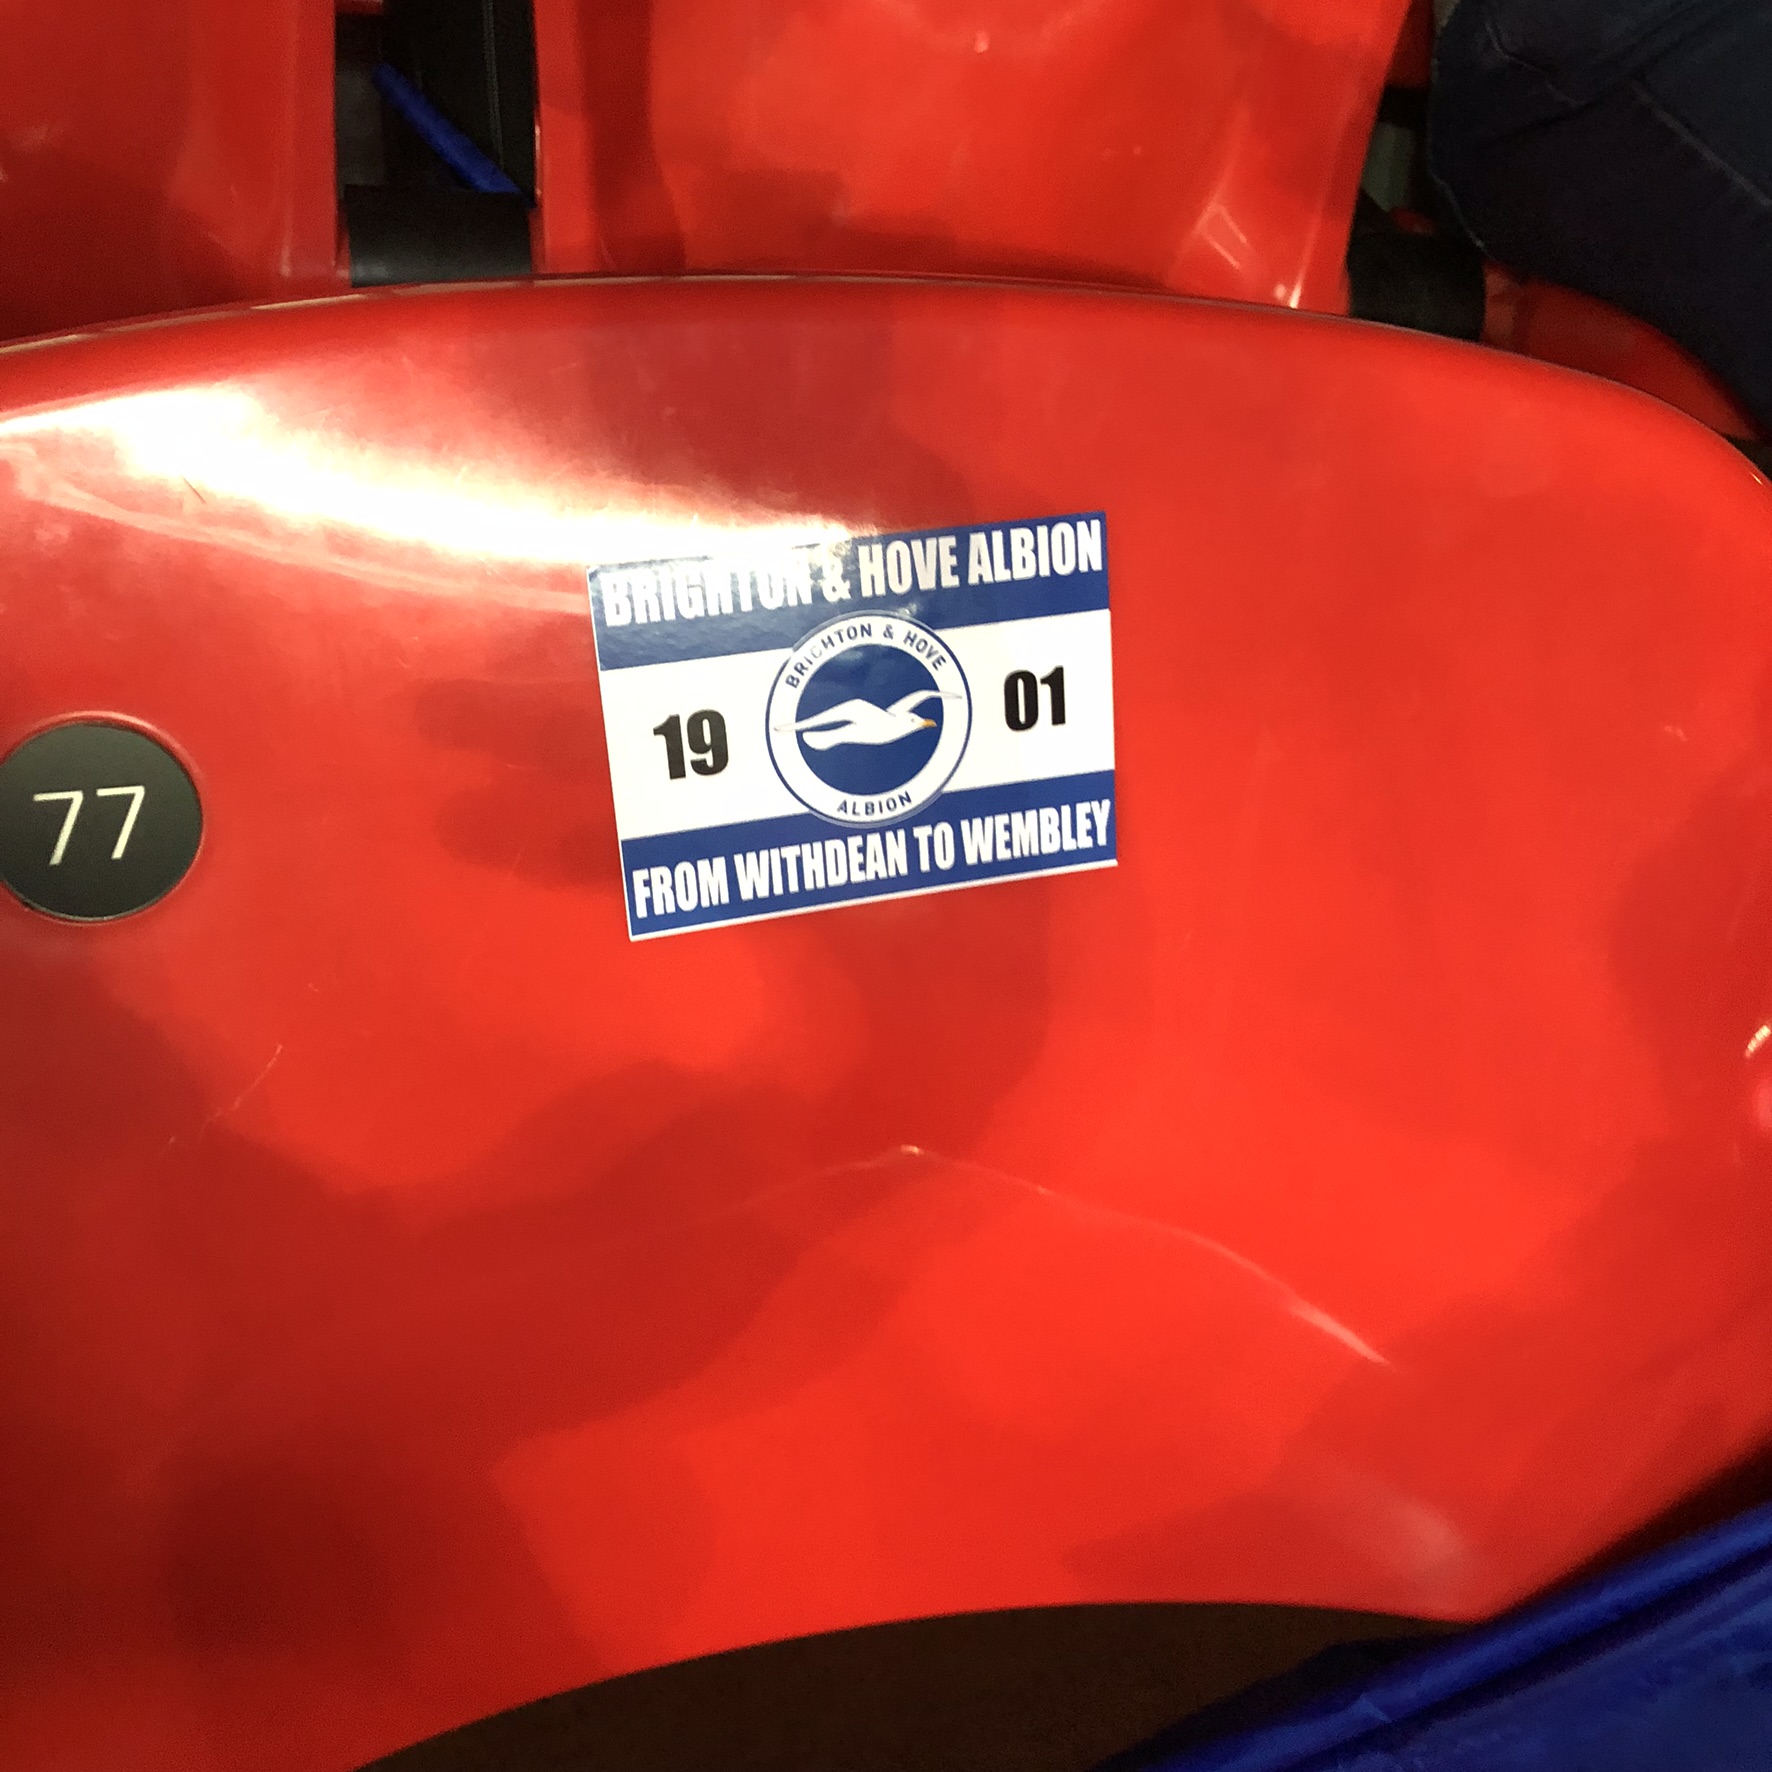 BRIGHTON & HOVE ALBION
BRIGHTON & HOVE
19
01
ALBION
FROM WITHDEAN TO WEMBLEY
77